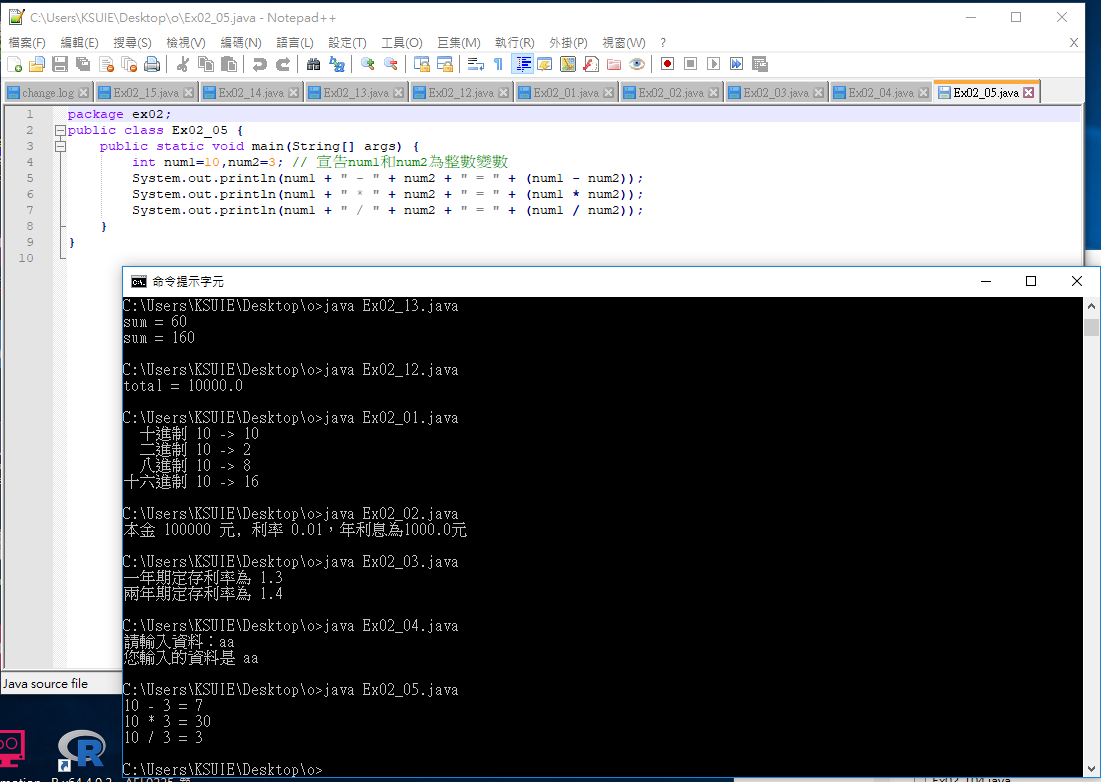 C:\Users\KSUIE\Desktop\o\Ex02_05.java - Notepad++
檔案(F) 編輯(E) 搜尋(S) 檢視(V) 編碼(N) 語言(L) 設定(T) 工具(O) 巨集(M) 執行(R) 外掛(P) 視窗(W) ? X
change.log Ex02_15.java Ex02_14.java Ex02_13.java Ex02_12.java Ex02_01.java Ex02_02.java Ex02_03.java Ex02_04.java Ex02_05.java
1 package ex02;
2 public class Ex02_05 {
3 public static void main(String[] args) {
4 int num1=10,num2=3; // 宣告num1和num2為整數變數
5 System.out.println(num1 + " - " + num2 + " = " + (num1 - num2));
6 System.out.println(num1 + " * " + num2 + " = " + (num1 * num2));
7 System.out.println(num1 + " / " + num2 + " = " + (num1 / num2));
8 }
9 }
10
命令提示字元
C:\Users\KSUIE\Desktop\o>java Ex02_13.java
sum = 60
sum = 160
C:\Users\KSUIE\Desktop\o>java Ex02_12.java
total = 10000.0
C:\Users\KSUIE\Desktop\o>java Ex02_01.java
十進制 10 -> 10
二進制 10 -> 2
八進制 10 -> 8
十六進制 10 -> 16
C:\Users\KSUIE\Desktop\o>java Ex02_02.java
本金 100000 元, 利率 0.01，年利息為1000.0元
C:\Users\KSUIE\Desktop\o>java Ex02_03.java
一年期定存利率為 1.3
兩年期定存利率為 1.4
C:\Users\KSUIE\Desktop\o>java Ex02_04.java
請輸入資料：aa
您輸入的資料是 aa
C:\Users\KSUIE\Desktop\o>java Ex02_05.java
10 - 3 = 7
10 * 3 = 30
10 / 3 = 3
C:\Users\KSUIE\Desktop\o>
Java source file
R